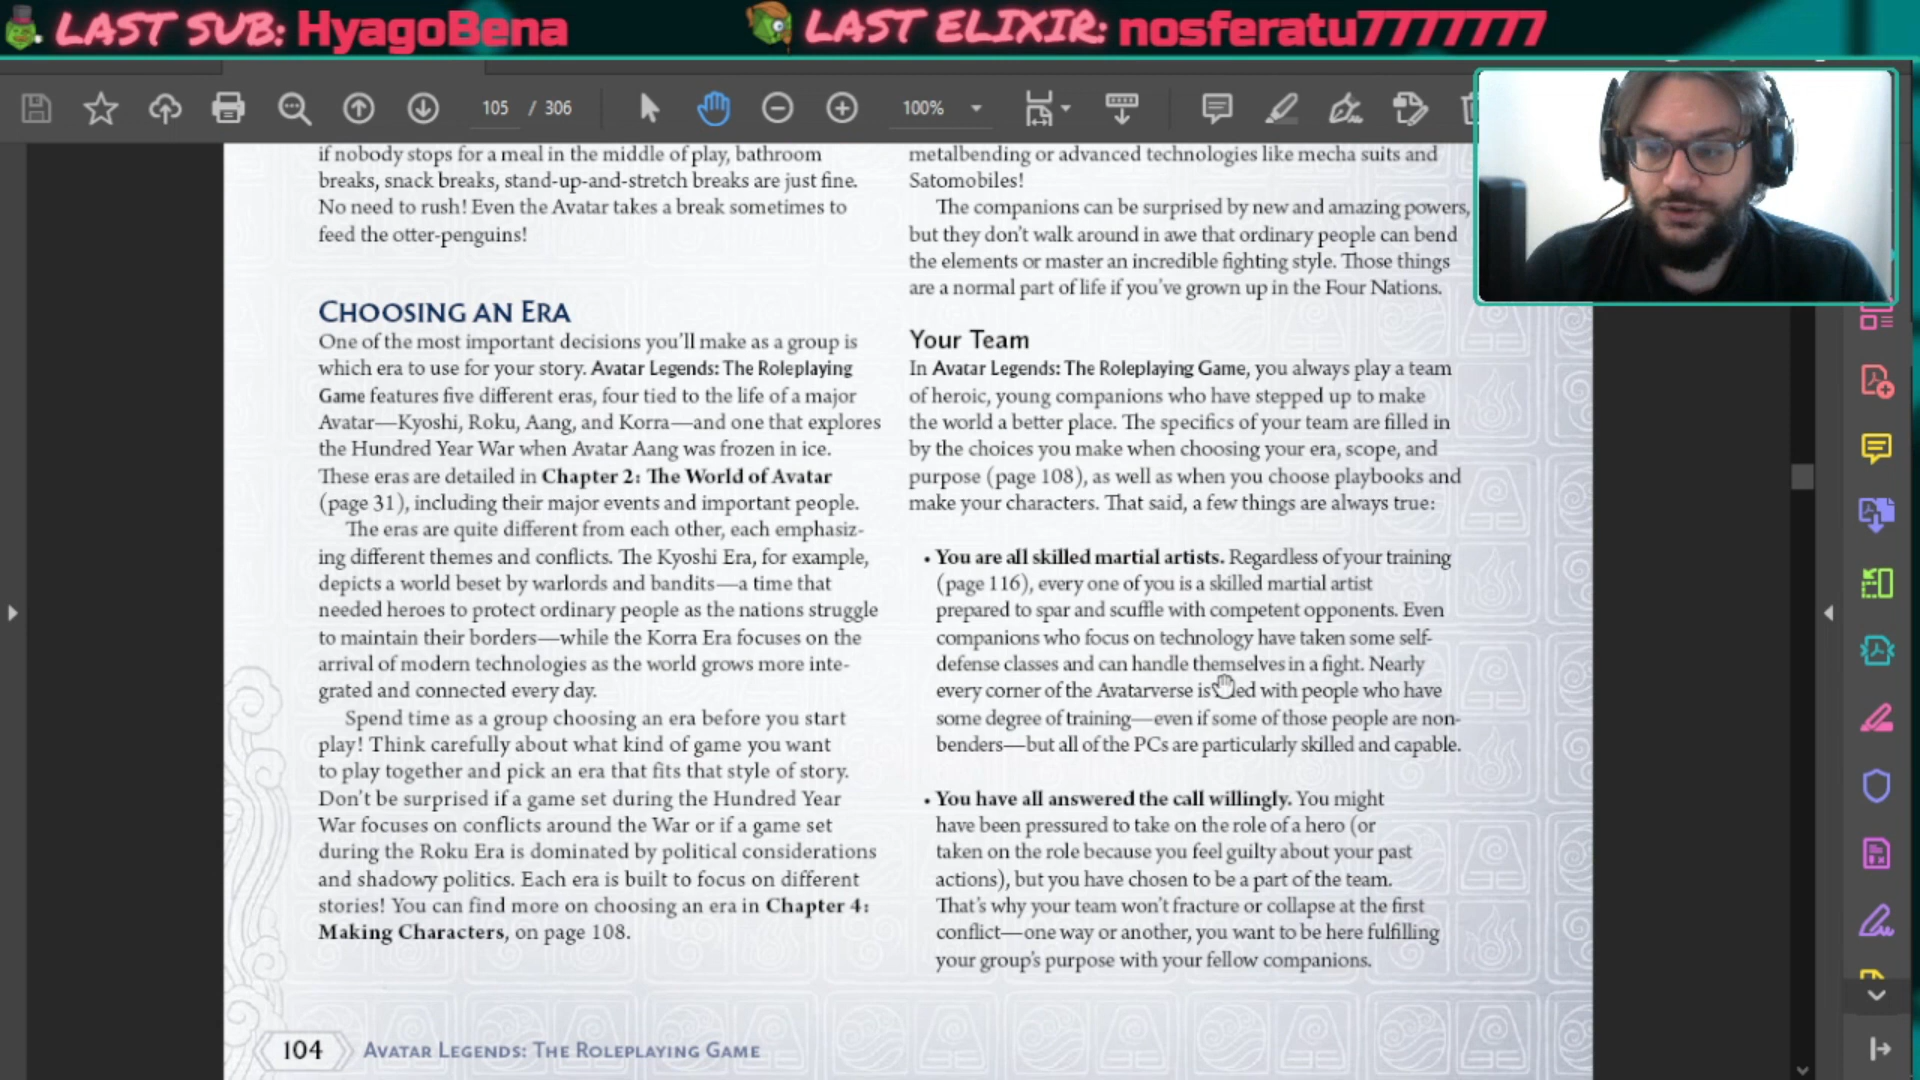 LAST SUB: HyagoBena
LAST ELIXIR: nosferatu7777777
105 / 306
100%
if nobody stops for a meal in the middle of play, bathroom
breaks, snack breaks, stand-up-and-stretch breaks are just fine.
No need to rush! Even the Avatar takes a break sometimes to
feed the otter-penguins!
CHOOSING AN ERA
One of the most important decisions you'll make as a group is
which era to use for your story. Avatar Legends: The Roleplaying
Game features five different eras, four tied to the life of a major
Avatar—Kyoshi, Roku, Aang, and Korra—and one that explores
the Hundred Year War when Avatar Aang was frozen in ice.
These eras are detailed in Chapter 2: The World of Avatar
(page 31), including their major events and important people.
The eras are quite different from each other, each emphasiz-
ing different themes and conflicts. The Kyoshi Era, for example,
depicts a world beset by warlords and bandits—a time that
needed heroes to protect ordinary people as the nations struggle
to maintain their borders—while the Korra Era focuses on the
arrival of modern technologies as the world grows more inte-
grated and connected every day.
Spend time as a group choosing an era before you start
play! Think carefully about what kind of game you want
to play together and pick an era that fits that style of story.
Don't be surprised if a game set during the Hundred Year
War focuses on conflicts around the War or if a game set
during the Roku Era is dominated by political considerations
and shadowy politics. Each era is built to focus on different
stories! You can find more on choosing an era in Chapter 4:
Making Characters, on page 108.
metalbending or advanced technologies like mecha suits and
Satomobiles!
The companions can be surprised by new and amazing powers,
but they don't walk around in awe that ordinary people can bend
the elements or master an incredible fighting style. Those things
are a normal part of life if you've grown up in the Four Nations.
Your Team
In Avatar Legends: The Roleplaying Game, you always play a team
of heroic, young companions who have stepped up to make
the world a better place. The specifics of your team are filled in
by the choices you make when choosing your era, scope, and
purpose (page 108), as well as when you choose playbooks and
make your characters. That said, a few things are always true:
• You are all skilled martial artists. Regardless of your training
(page 116), every one of you is a skilled martial artist
prepared to spar and scuffle with competent opponents. Even
companions who focus on technology have taken some self-
defense classes and can handle themselves in a fight. Nearly
every corner of the Avatarverse is with people who have
some degree of training—even if some of those people are non-
benders—but all of the PCs are particularly skilled and capable.
• You have all answered the call willingly. You might
have been pressured to take on the role of a hero (or
taken on the role because you feel guilty about your past
actions), but you have chosen to be a part of the team.
That's why your team won't fracture or collapse at the first
conflict—one way or another, you want to be here fulfilling
your group's purpose with your fellow companions.
104 AVATAR LEGENDS: THE ROLEPLAYING GAME